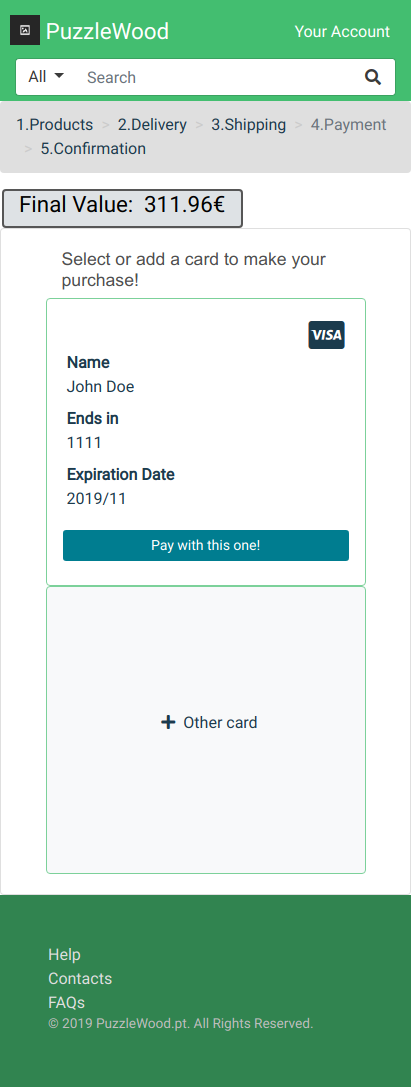 PuzzleWood Your Account
All Search
1.Products > 2.Delivery > 3.Shipping > 4.Payment
> 5.Confirmation
Final Value: 311.96€
Select or add a card to make your
purchase!
VISA
Name
John Doe
Ends in
1111
Expiration Date
2019/11
Pay with this one!
Other card
Help
Contacts
FAQs
© 2019 PuzzleWood.pt. All Rights Reserved.